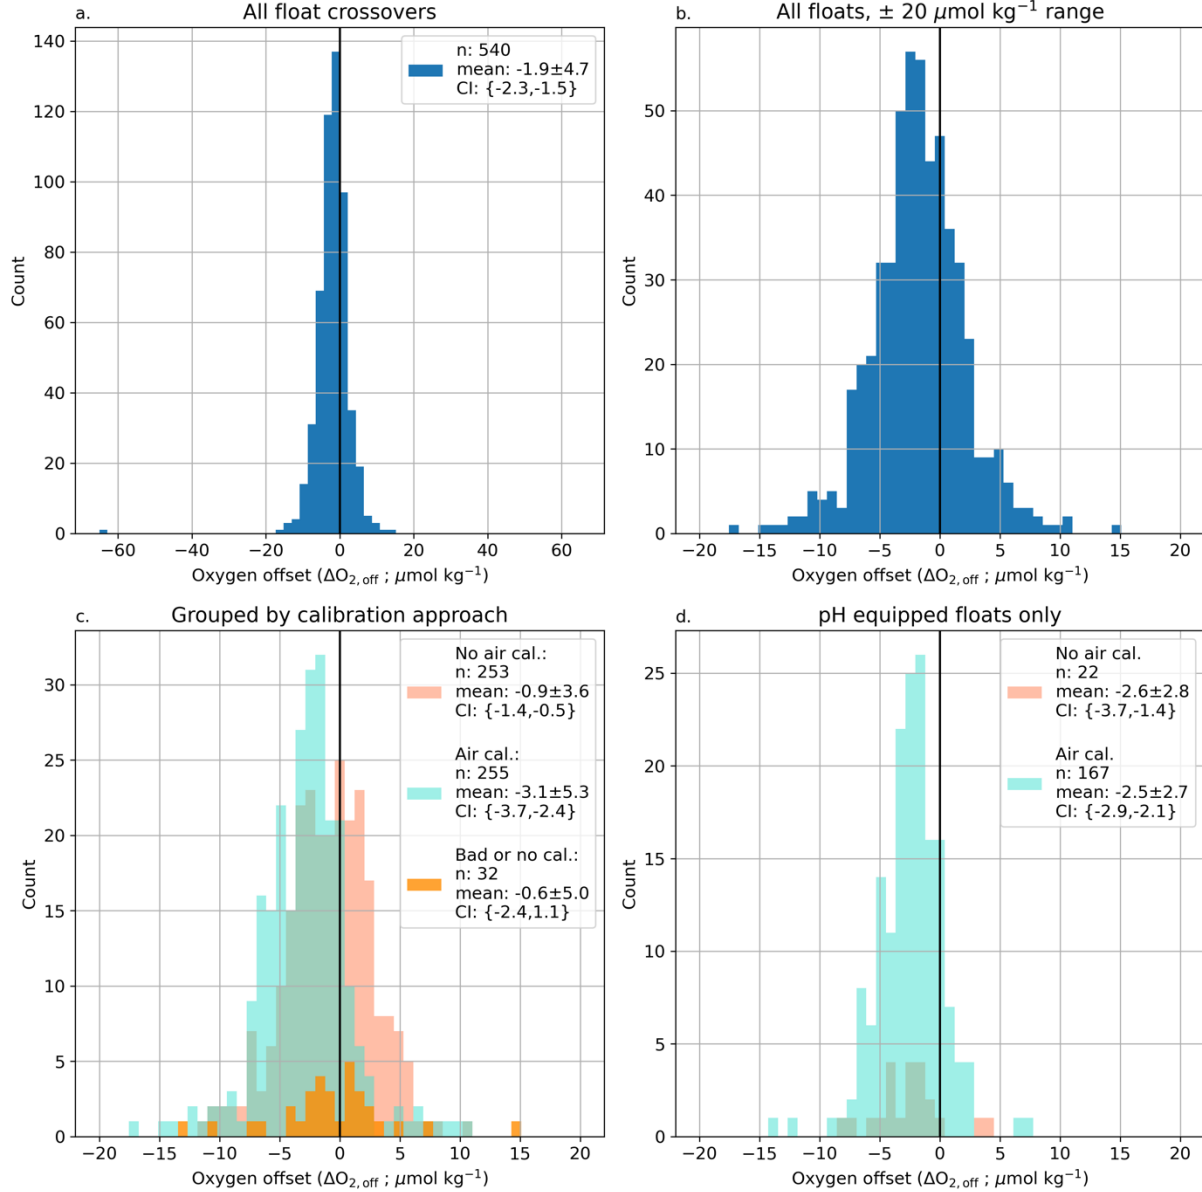 a.
All float crossovers
n: 540
mean: -1.9±4.7
CI: {-2.3,-1.5}
140
120
100
80
60
40
20
0
Count
−60
−40
−20
0
20
40
60
Oxygen offset (ΔO2,off ; μmol kg−1)
b.
All floats, ± 20 μmol kg−1 range
50
40
30
20
10
0
Count
−20
−15
−10
−5
0
5
10
15
20
Oxygen offset (ΔO2,off ; μmol kg−1)
c.
Grouped by calibration approach
No air cal.:
n: 253
mean: -0.9±3.6
CI: {-1.4,-0.5}
Air cal.:
n: 255
mean: -3.1±5.3
CI: {-3.7,-2.4}
Bad or no cal.:
n: 32
mean: -0.6±5.0
CI: {-2.4,1.1}
30
25
20
15
10
5
0
Count
−20
−15
−10
−5
0
5
10
15
20
Oxygen offset (ΔO2,off ; μmol kg−1)
d.
pH equipped floats only
No air cal.
n: 22
mean: -2.6±2.8
CI: {-3.7,-1.4}
Air cal.
n: 167
mean: -2.5±2.7
CI: {-2.9,-2.1}
25
20
15
10
5
0
Count
−20
−15
−10
−5
0
5
10
15
20
Oxygen offset (ΔO2,off ; μmol kg−1)